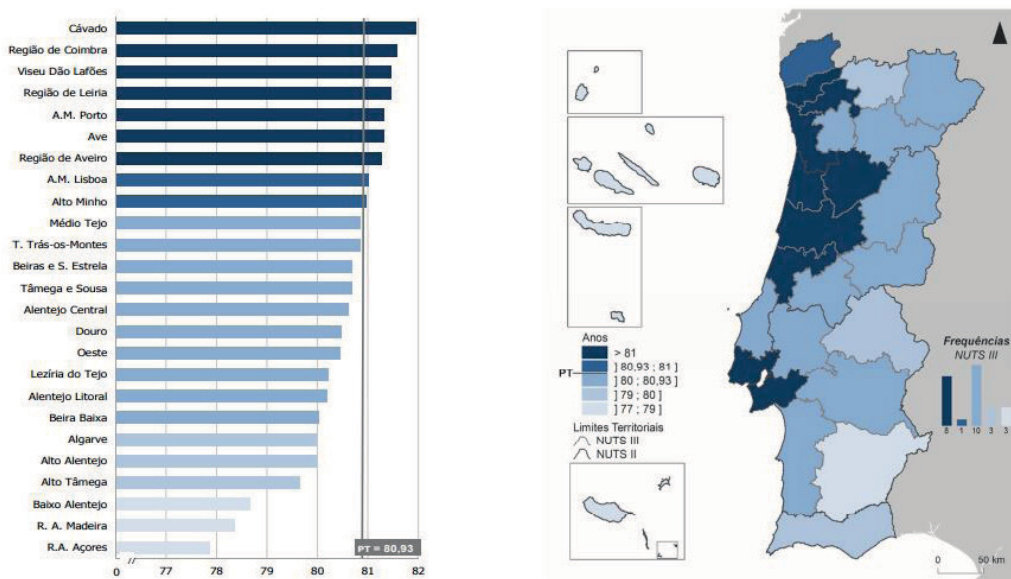 Cávado
Região de Coimbra
Viseu Dão Lafões
Região de Leiria
A.M. Porto
Ave
Região de Aveiro
A.M. Lisboa
Alto Minho
Médio Tejo
T. Trás-os-Montes
Beiras e S. Estrela
Tâmega e Sousa
Alentejo Central
Douro
Oeste
Lezíria do Tejo
Alentejo Litoral
Beira Baixa
Algarve
Alto Alentejo
Alto Tâmega
Baixo Alentejo
R. A. Madeira
R.A. Açores
PT = 80,93
0 77 78 79 80 81 82
Anos
> 81
] 80,93 ; 81 ]
PT
] 80 ; 80,93 ]
] 79 ; 80 ]
] 77 ; 79 ]
Limites Territoriais
NUTS III
NUTS II
Frequências
NUTS III
8 1 10 3 3
0 50 km